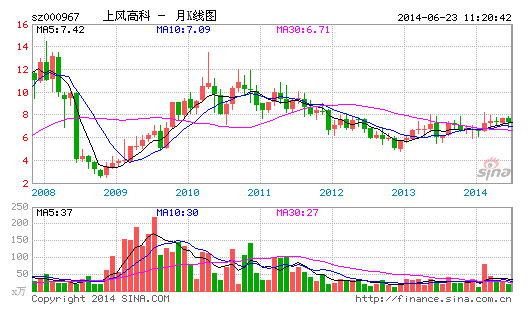 sz000967 上风高科 - 月K线图 2014-06-23 11:20:42
MA5:7.42 MA10:7.09 MA30:6.71
16
14
12
10
8
6
4
2
sina
2008 2009 2010 2011 2012 2013 2014
MA5:37 MA10:30 MA30:27
250
200
150
100
50
x万
Copyright 2014 SINA.COM http://finance.sina.com.cn